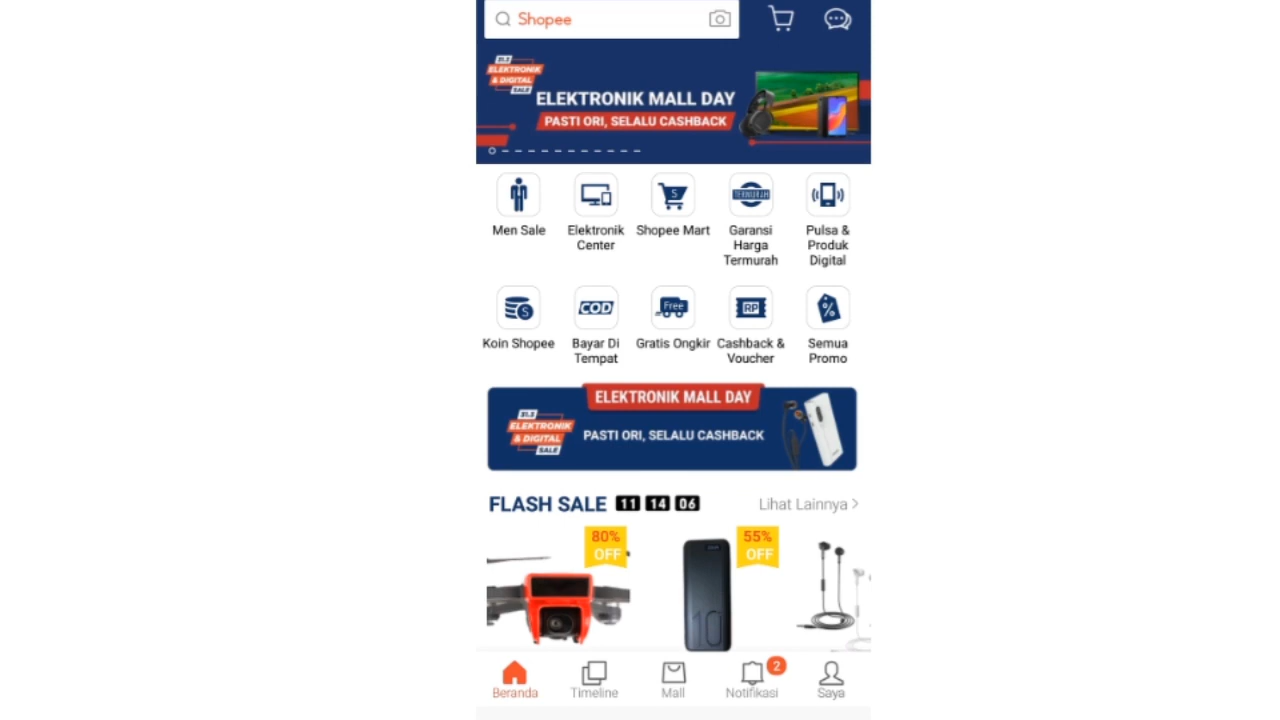 Shopee
ELEKTRONIK
& DIGITAL
SALE
ELEKTRONIK MALL DAY
PASTI ORI, SELALU CASHBACK
Men Sale
Elektronik
Center
Shopee Mart
TERMURAH
Garansi
Harga
Termurah
Pulsa &
Produk
Digital
S
Koin Shopee
COD
Bayar Di
Tempat
Free
Gratis Ongkir
RP
Cashback &
Voucher
%
Semua
Promo
ELEKTRONIK MALL DAY
31.3
ELEKTRONIK
& DIGITAL
SALE
PASTI ORI, SELALU CASHBACK
FLASH SALE 11 14 06
Lihat Lainnya >
80%
OFF
55%
OFF
10
Beranda
Timeline
Mall
2
Notifikasi
Saya